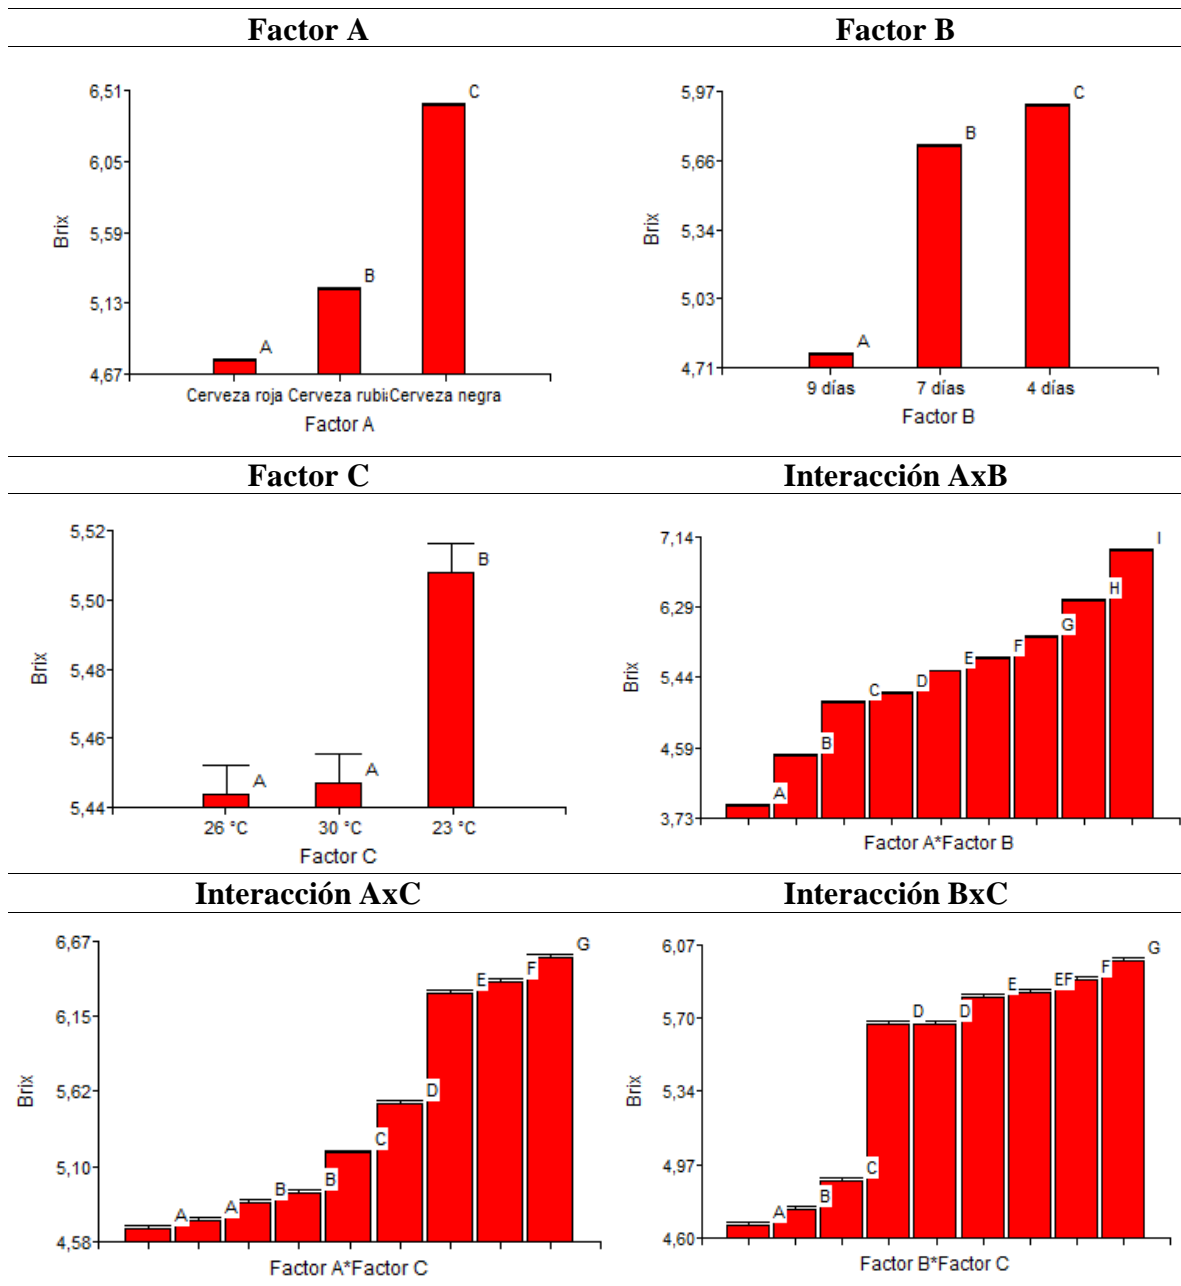 Factor A
Factor B
6,51
6,05
5,59
5,13
4,67
Brix
C
B
A
Cerveza roja Cerveza rubi Cerveza negra
Factor A
5,97
5,66
5,34
5,03
4,71
Brix
C
B
A
9 días 7 días 4 días
Factor B
Factor C
Interacción AxB
5,52
5,50
5,48
5,46
5,44
Brix
A
A
B
26 °C 30 °C 23 °C
Factor C
7,14
6,29
5,44
4,59
3,73
Brix
A
B
C
D
E
F
G
H
I
Factor A*Factor B
Interacción AxC
Interacción BxC
6,67
6,15
5,62
5,10
4,58
Brix
A
A
B
B
C
D
E
F
G
Factor A*Factor C
6,07
5,70
5,34
4,97
4,60
Brix
A
B
C
D
D
E
EF
F
G
Factor B*Factor C